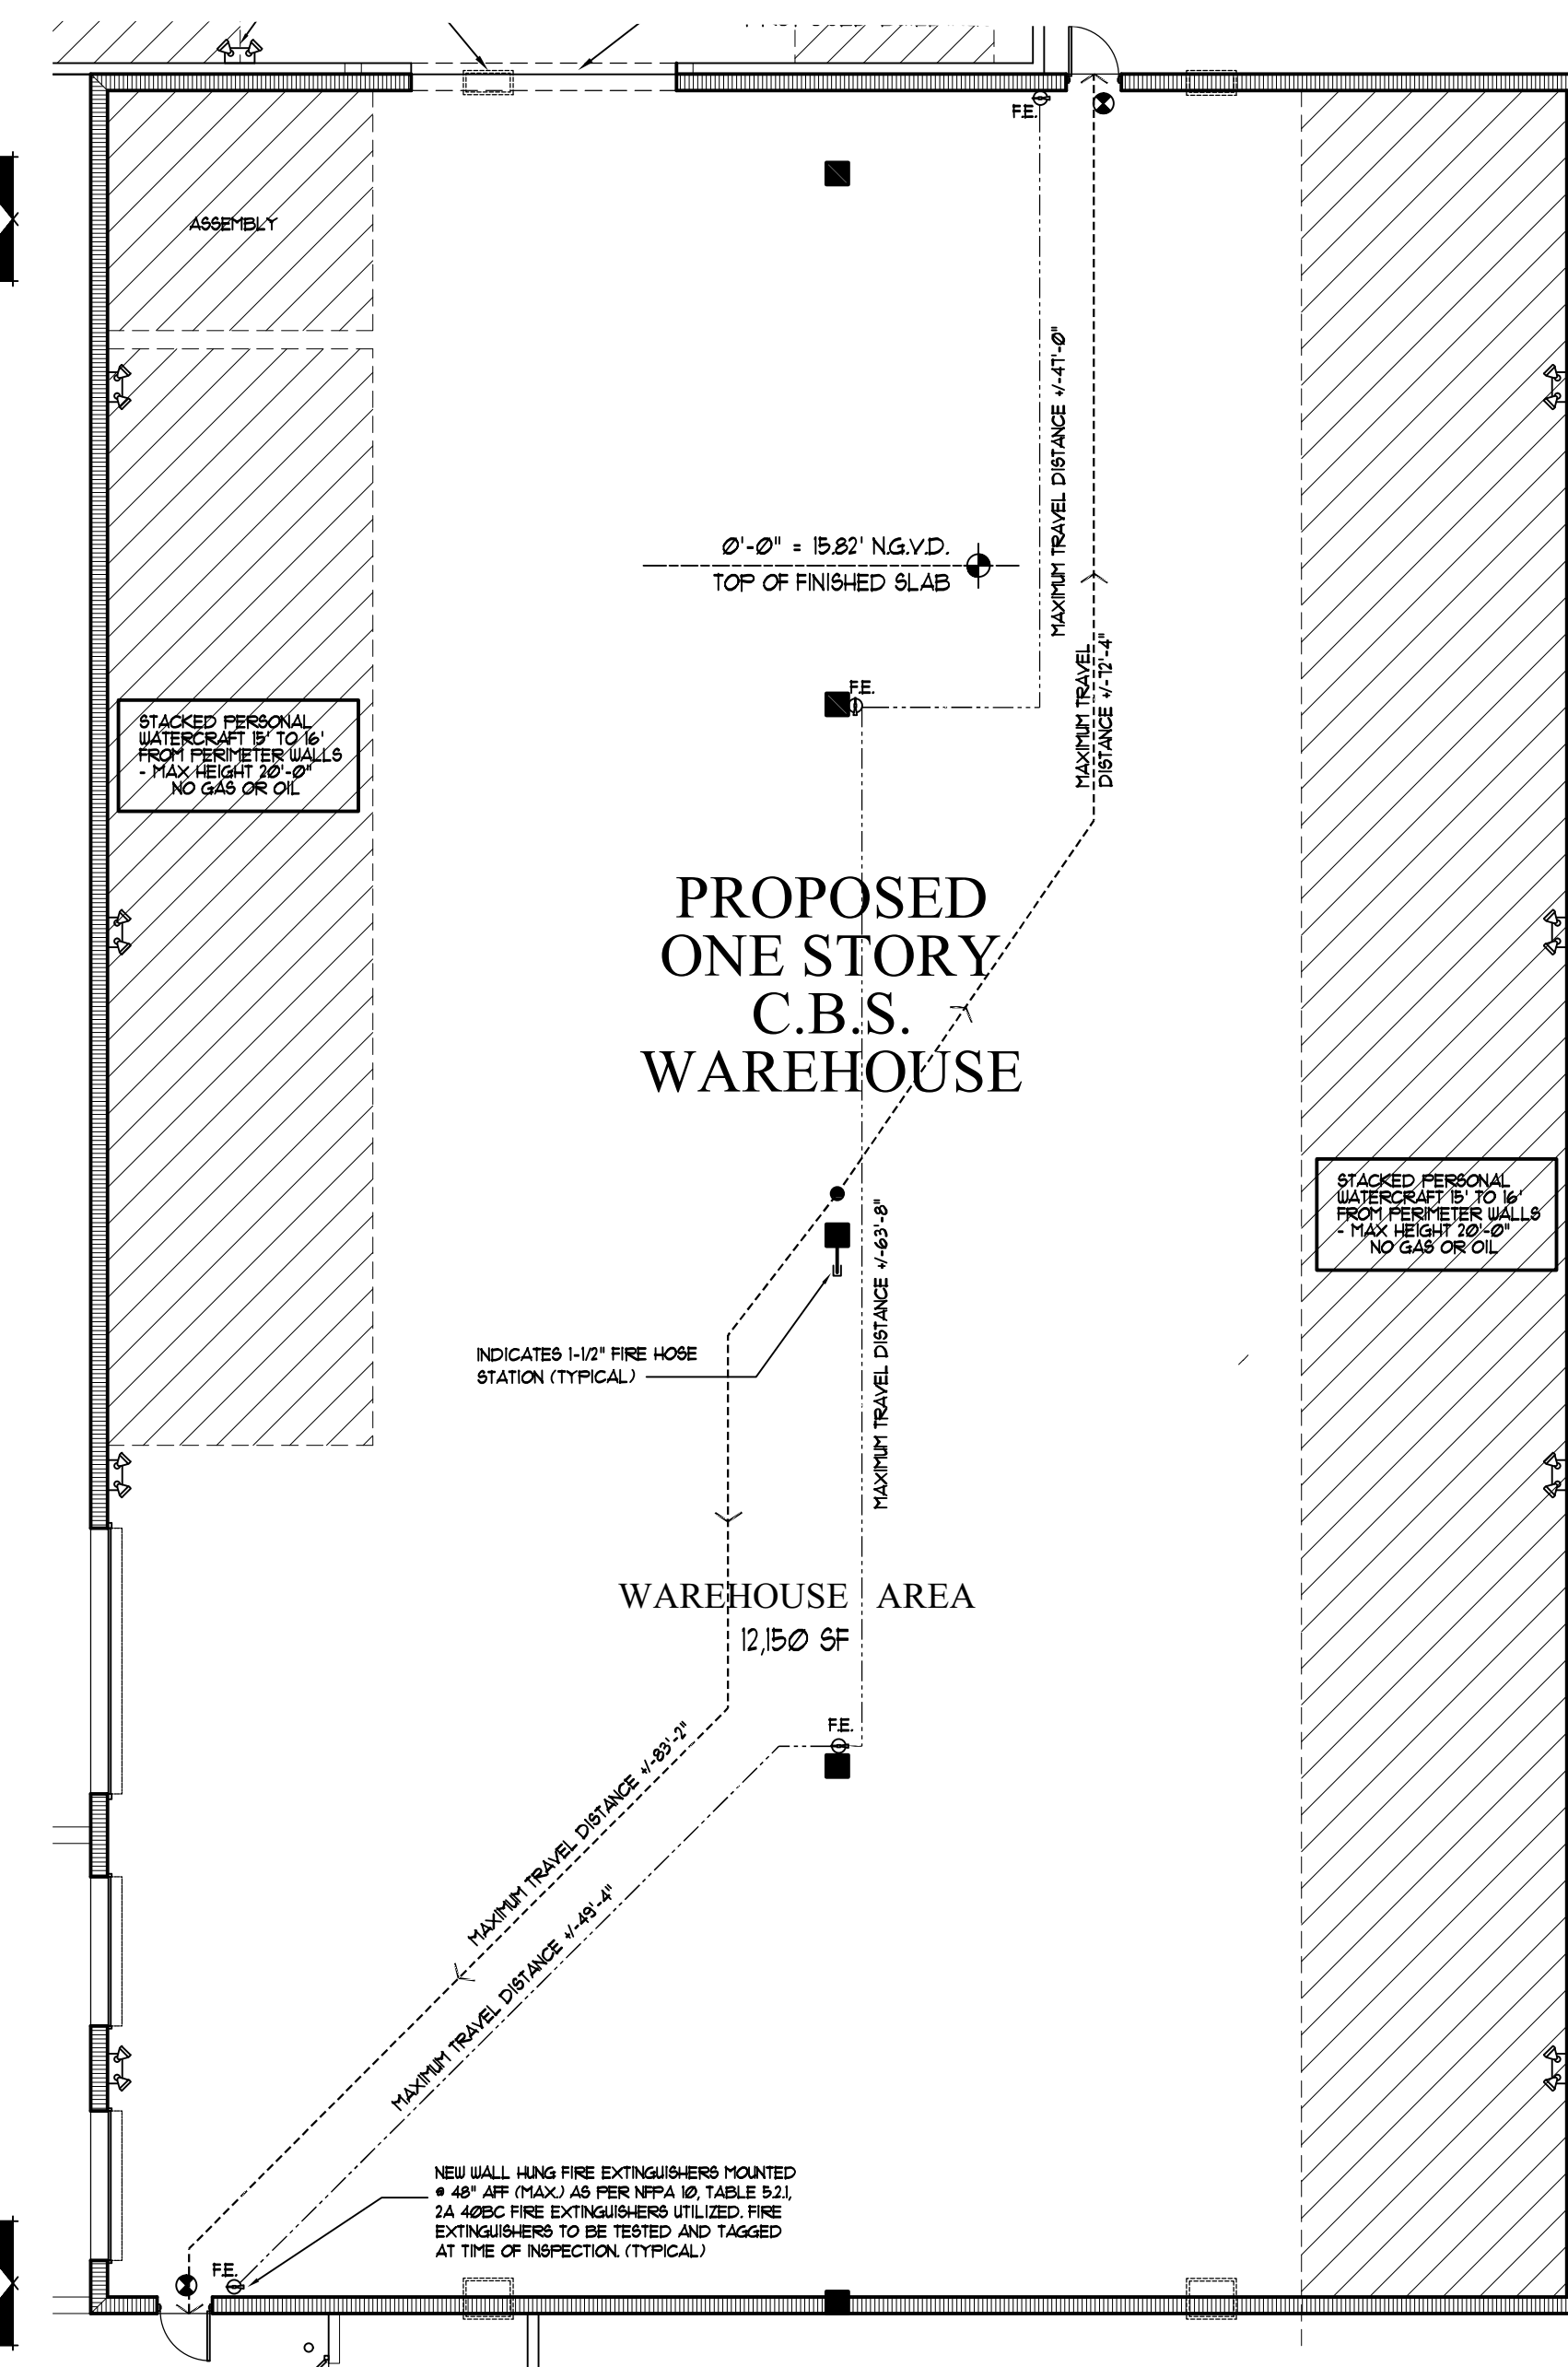 F.E.
ASSEMBLY
MAXIMUM TRAVEL DISTANCE +/-47'-0"
0'-0" = 15.82' N.G.V.D.
TOP OF FINISHED SLAB
MAXIMUM TRAVEL
DISTANCE +/-72'-4"
F.E.
STACKED PERSONAL
WATERCRAFT 15' TO 16'
FROM PERIMETER WALLS
- MAX HEIGHT 20'-0"
NO GAS OR OIL
PROPOSED
ONE STORY
C.B.S.
WAREHOUSE
STACKED PERSONAL
WATERCRAFT 15' TO 16'
FROM PERIMETER WALLS
- MAX HEIGHT 20'-0"
NO GAS OR OIL
MAXIMUM TRAVEL DISTANCE +/-63'-8"
INDICATES 1-1/2" FIRE HOSE
STATION (TYPICAL)
WAREHOUSE AREA
12,150 SF
F.E.
MAXIMUM TRAVEL DISTANCE +/-83'-2"
MAXIMUM TRAVEL DISTANCE +/-49'-4"
NEW WALL HUNG FIRE EXTINGUISHERS MOUNTED
@ 48" AFF (MAX.) AS PER NFPA 10, TABLE 5.2.1,
2A 40BC FIRE EXTINGUISHERS UTILIZED. FIRE
EXTINGUISHERS TO BE TESTED AND TAGGED
AT TIME OF INSPECTION. (TYPICAL)
F.E.